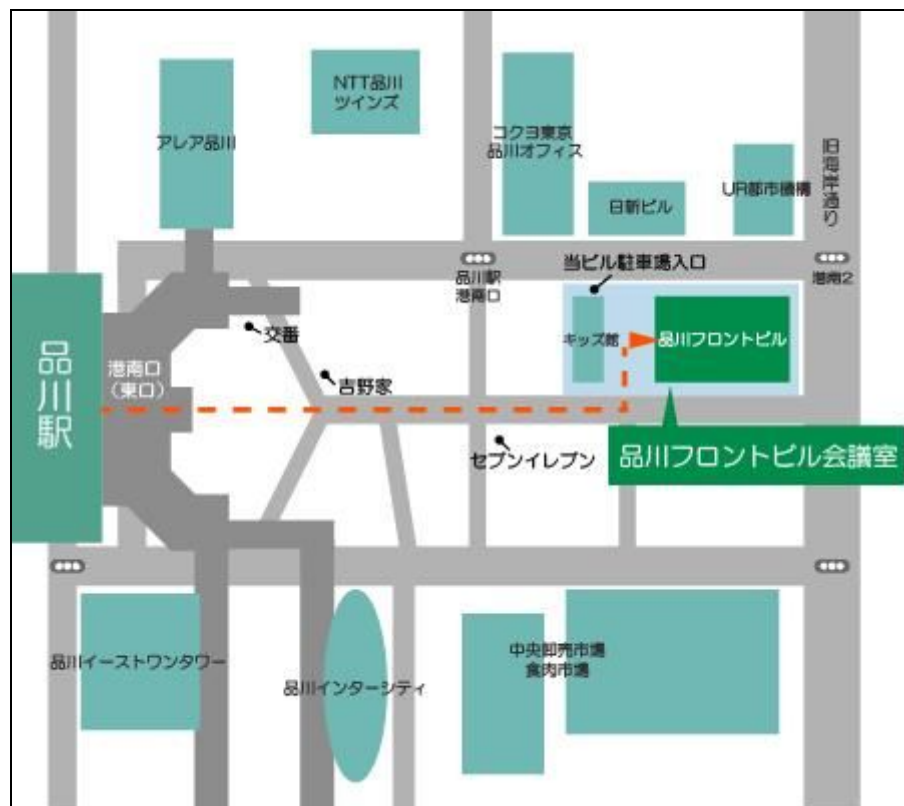 NTT品川
ツインズ
アレア品川
コクヨ東京
品川オフィス
旧海岸通り
UR都市機構
日新ビル
品川駅
港南口
当ビル駐車場入口
港南2
交番
キッズ館
品川フロントビル
品川駅
港南口
(東口)
吉野家
セブンイレブン
品川フロントビル会議室
品川イーストワンタワー
品川インターシティ
中央卸売市場
食肉市場